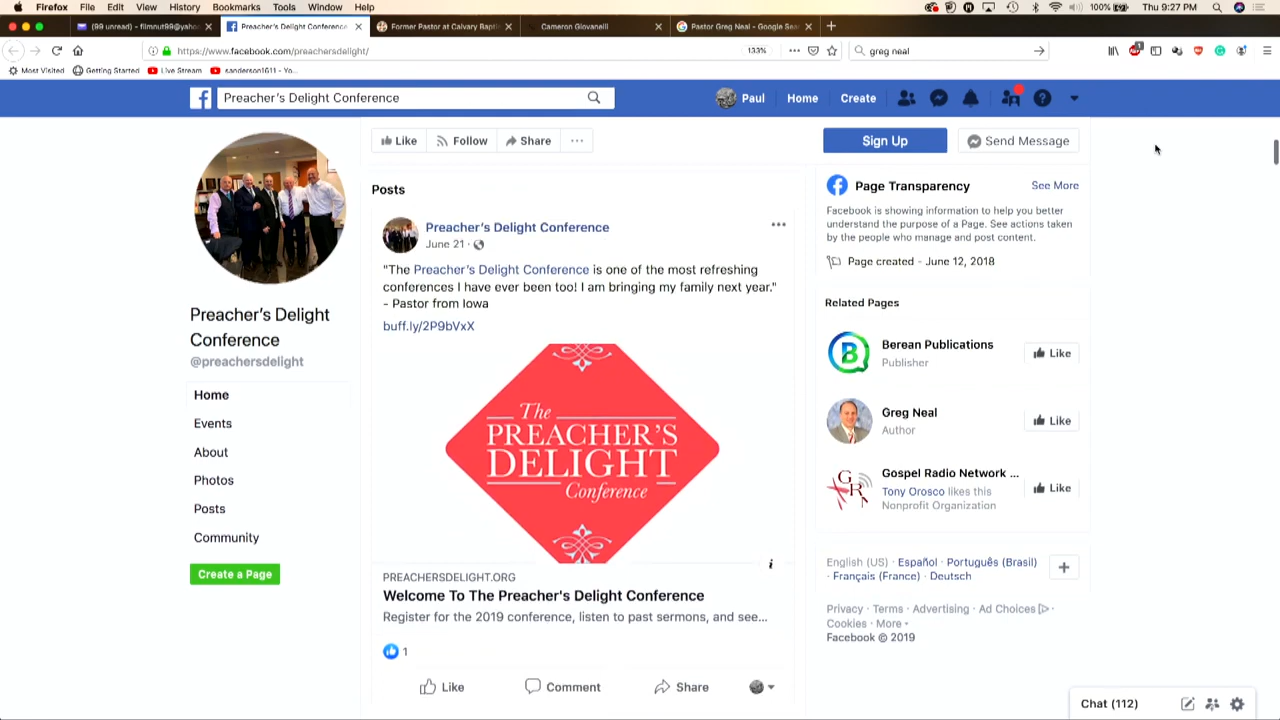 Firefox File Edit View History Bookmarks Tools Window Help
100% Thu 9:27 PM
(99 unread) - filmnut99@yaho
Preacher's Delight Conference
Former Pastor at Calvary Bapti
Cameron Giovanelli
Pastor Greg Neal - Google Sea
https://www.facebook.com/preachersdelight/
133%
greg neal
Most Visited Getting Started Live Stream sanderson1611 - Yo...
Preacher's Delight Conference
Paul Home Create
Like Follow Share
Sign Up
Send Message
Preacher's Delight Conference
@preachersdelight
Home
Events
About
Photos
Posts
Community
Create a Page
Posts
Preacher's Delight Conference
June 21 ·
"The Preacher's Delight Conference is one of the most refreshing
conferences I have ever been too! I am bringing my family next year."
- Pastor from Iowa
buff.ly/2P9bVxX
The
PREACHER'S
DELIGHT
Conference
i
PREACHERSDELIGHT.ORG
Welcome To The Preacher's Delight Conference
Register for the 2019 conference, listen to past sermons, and see...
1
Like Comment Share
Page Transparency See More
Facebook is showing information to help you better
understand the purpose of a Page. See actions taken
by the people who manage and post content.
Page created - June 12, 2018
Related Pages
Berean Publications
Publisher
Like
Greg Neal
Author
Like
Gospel Radio Network ...
Tony Orosco likes this
Nonprofit Organization
Like
English (US) · Español · Português (Brasil)
· Français (France) · Deutsch
Privacy · Terms · Advertising · Ad Choices ·
Cookies · More
Facebook © 2019
Chat (112)